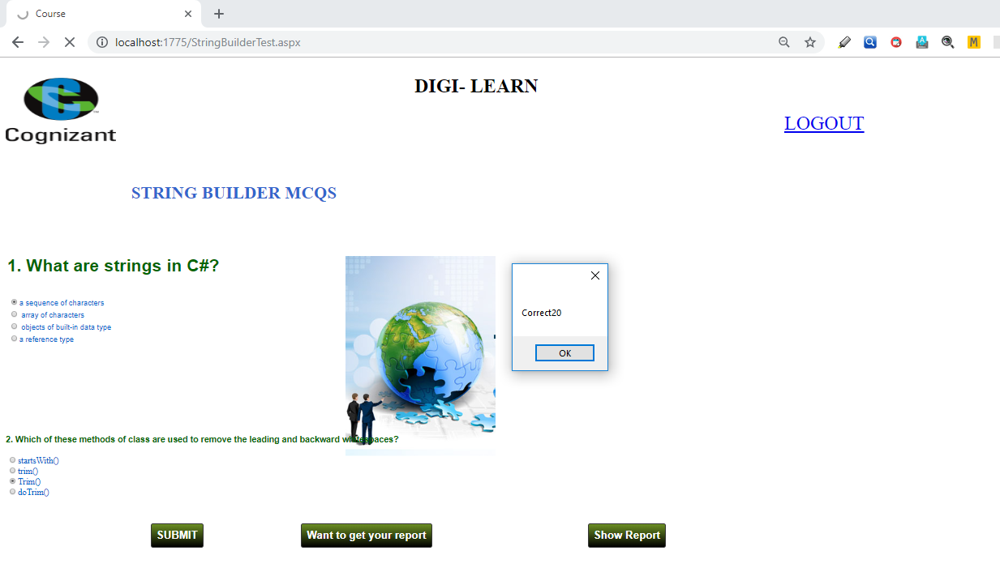 Course
localhost:1775/StringBuilderTest.aspx
M
DIGI- LEARN
Cognizant
LOGOUT
STRING BUILDER MCQS
1. What are strings in C#?
a sequence of characters
array of characters
objects of built-in data type
a reference type
Correct20
OK
2. Which of these methods of class are used to remove the leading and backward whitespaces?
startsWith()
trim()
Trim()
doTrim()
SUBMIT
Want to get your report
Show Report